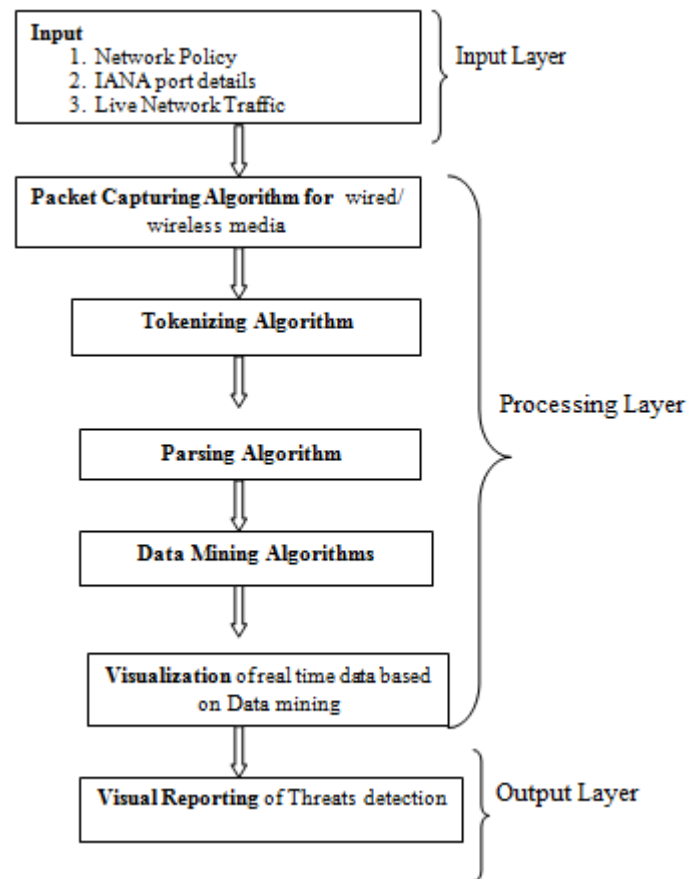 Input
1. Network Policy
2. IANA port details
3. Live Network Traffic
Input Layer
Packet Capturing Algorithm for wired/
wireless media
Tokenizing Algorithm
Processing Layer
Parsing Algorithm
Data Mining Algorithms
Visualization of real time data based
on Data mining
Visual Reporting of Threats detection
Output Layer